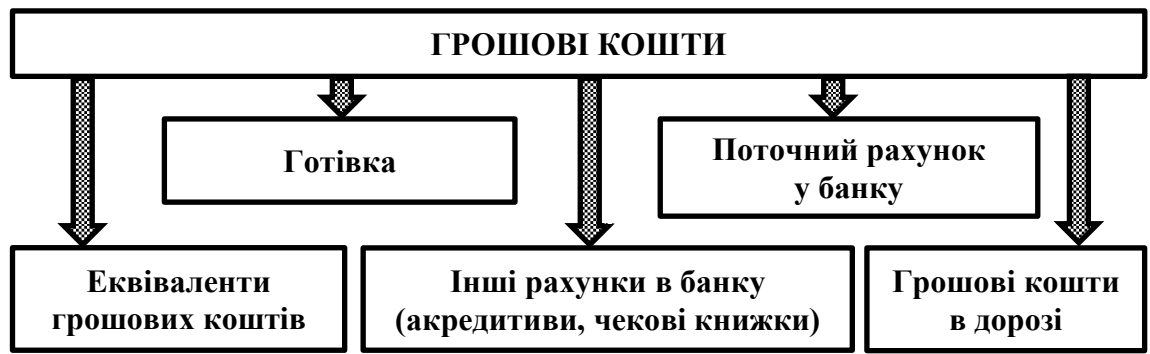 ГРОШОВІ КОШТИ
Готівка
Поточний рахунок
у банку
Еквіваленти
грошових коштів
Інші рахунки в банку
(акредитиви, чекові книжки)
Грошові кошти
в дорозі